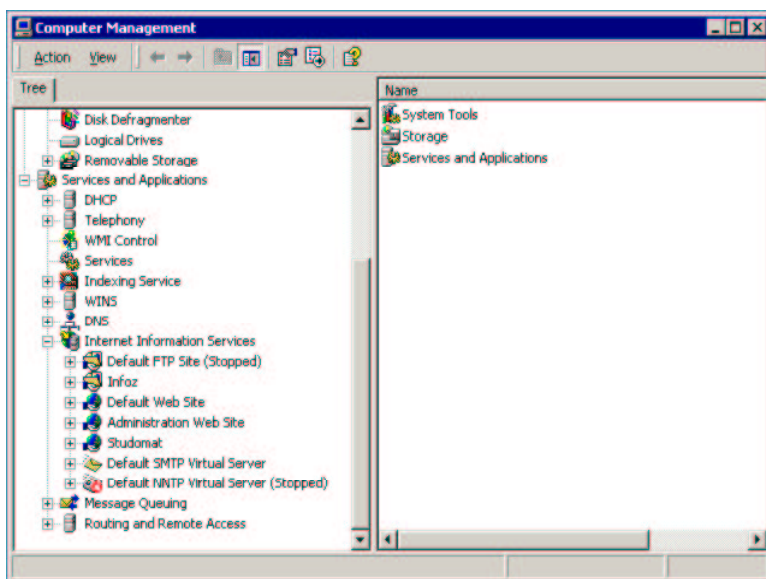 Computer Management
Action View
Tree
Disk Defragmenter
Logical Drives
Removable Storage
Services and Applications
DHCP
Telephony
WMI Control
Services
Indexing Service
WINS
DNS
Internet Information Services
Default FTP Site (Stopped)
Infoz
Default Web Site
Administration Web Site
Studomat
Default SMTP Virtual Server
Default NNTP Virtual Server (Stopped)
Message Queuing
Routing and Remote Access
Name
System Tools
Storage
Services and Applications